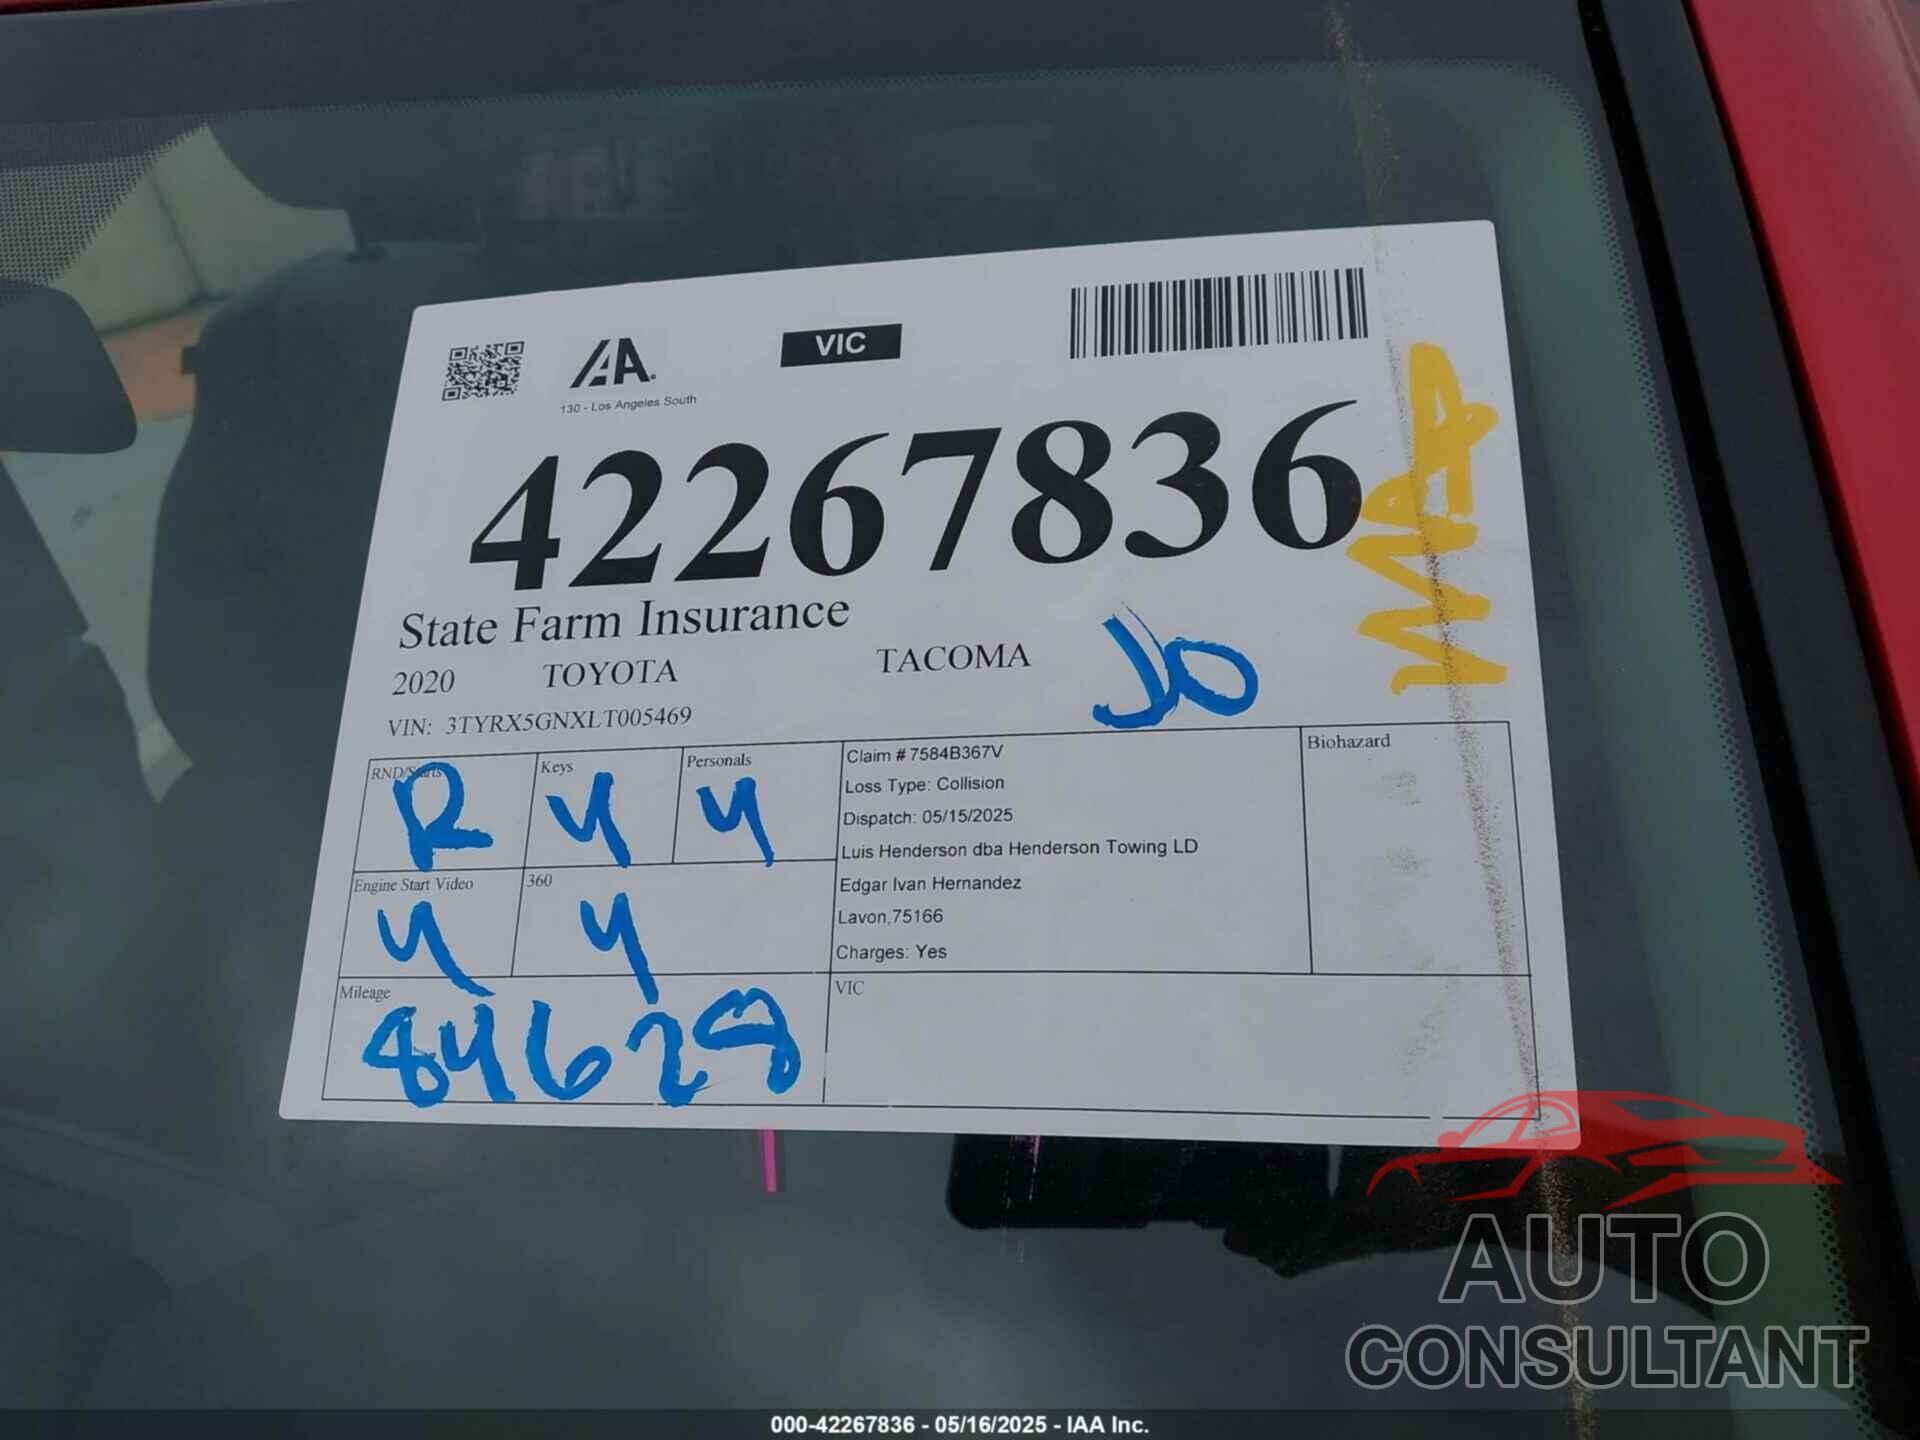 IAA.
VIC
130 - Los Angeles South
42267836
State Farm Insurance
2020 TOYOTA TACOMA
JO
VIN: 3TYRX5GNXLT005469
RND/Starts
R
Keys
y
Personals
y
Claim # 7584B367V
Loss Type: Collision
Dispatch: 05/15/2025
Luis Henderson dba Henderson Towing LD
Edgar Ivan Hernandez
Lavon,75166
Charges: Yes
Biohazard
Engine Start Video
y
360
y
Mileage
84628
VIC
AUTO
CONSULTANT
000-42267836 - 05/16/2025 - IAA Inc.